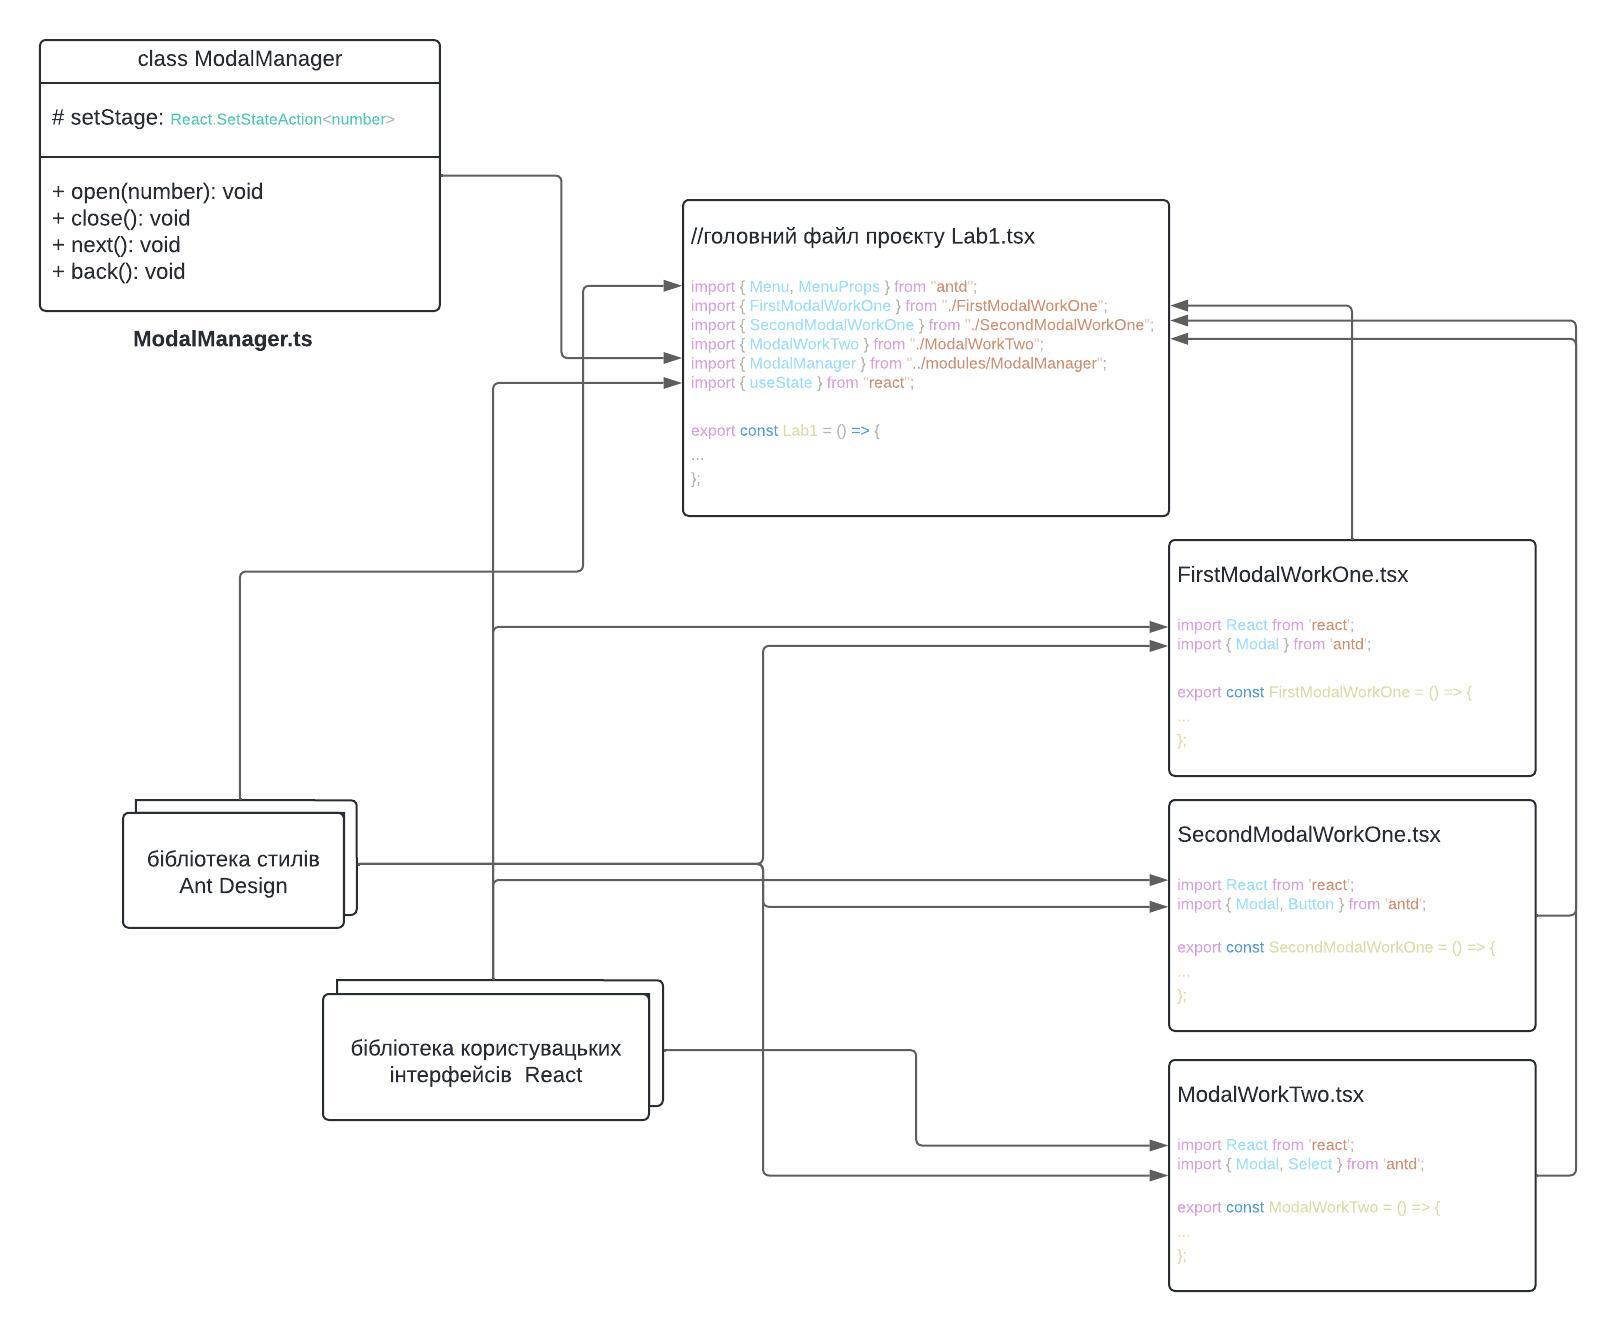 class ModalManager
# setStage: React.SetStateAction<number>
+ open(number): void
+ close(): void
+ next(): void
+ back(): void
ModalManager.ts
//головний файл проєкту Lab1.tsx
import { Menu, MenuProps } from "antd";
import { FirstModalWorkOne } from "./FirstModalWorkOne";
import { SecondModalWorkOne } from "./SecondModalWorkOne";
import { ModalWorkTwo } from "./ModalWorkTwo";
import { ModalManager } from "../modules/ModalManager";
import { useState } from "react";
export const Lab1 = () => {
...
};
FirstModalWorkOne.tsx
import React from 'react';
import { Modal } from 'antd';
export const FirstModalWorkOne = () => {
...
};
бібліотека стилів
Ant Design
SecondModalWorkOne.tsx
import React from 'react';
import { Modal, Button } from 'antd';
export const SecondModalWorkOne = () => {
...
};
бібліотека користувацьких
інтерфейсів  React
ModalWorkTwo.tsx
import React from 'react';
import { Modal, Select } from 'antd';
export const ModalWorkTwo = () => {
...
};